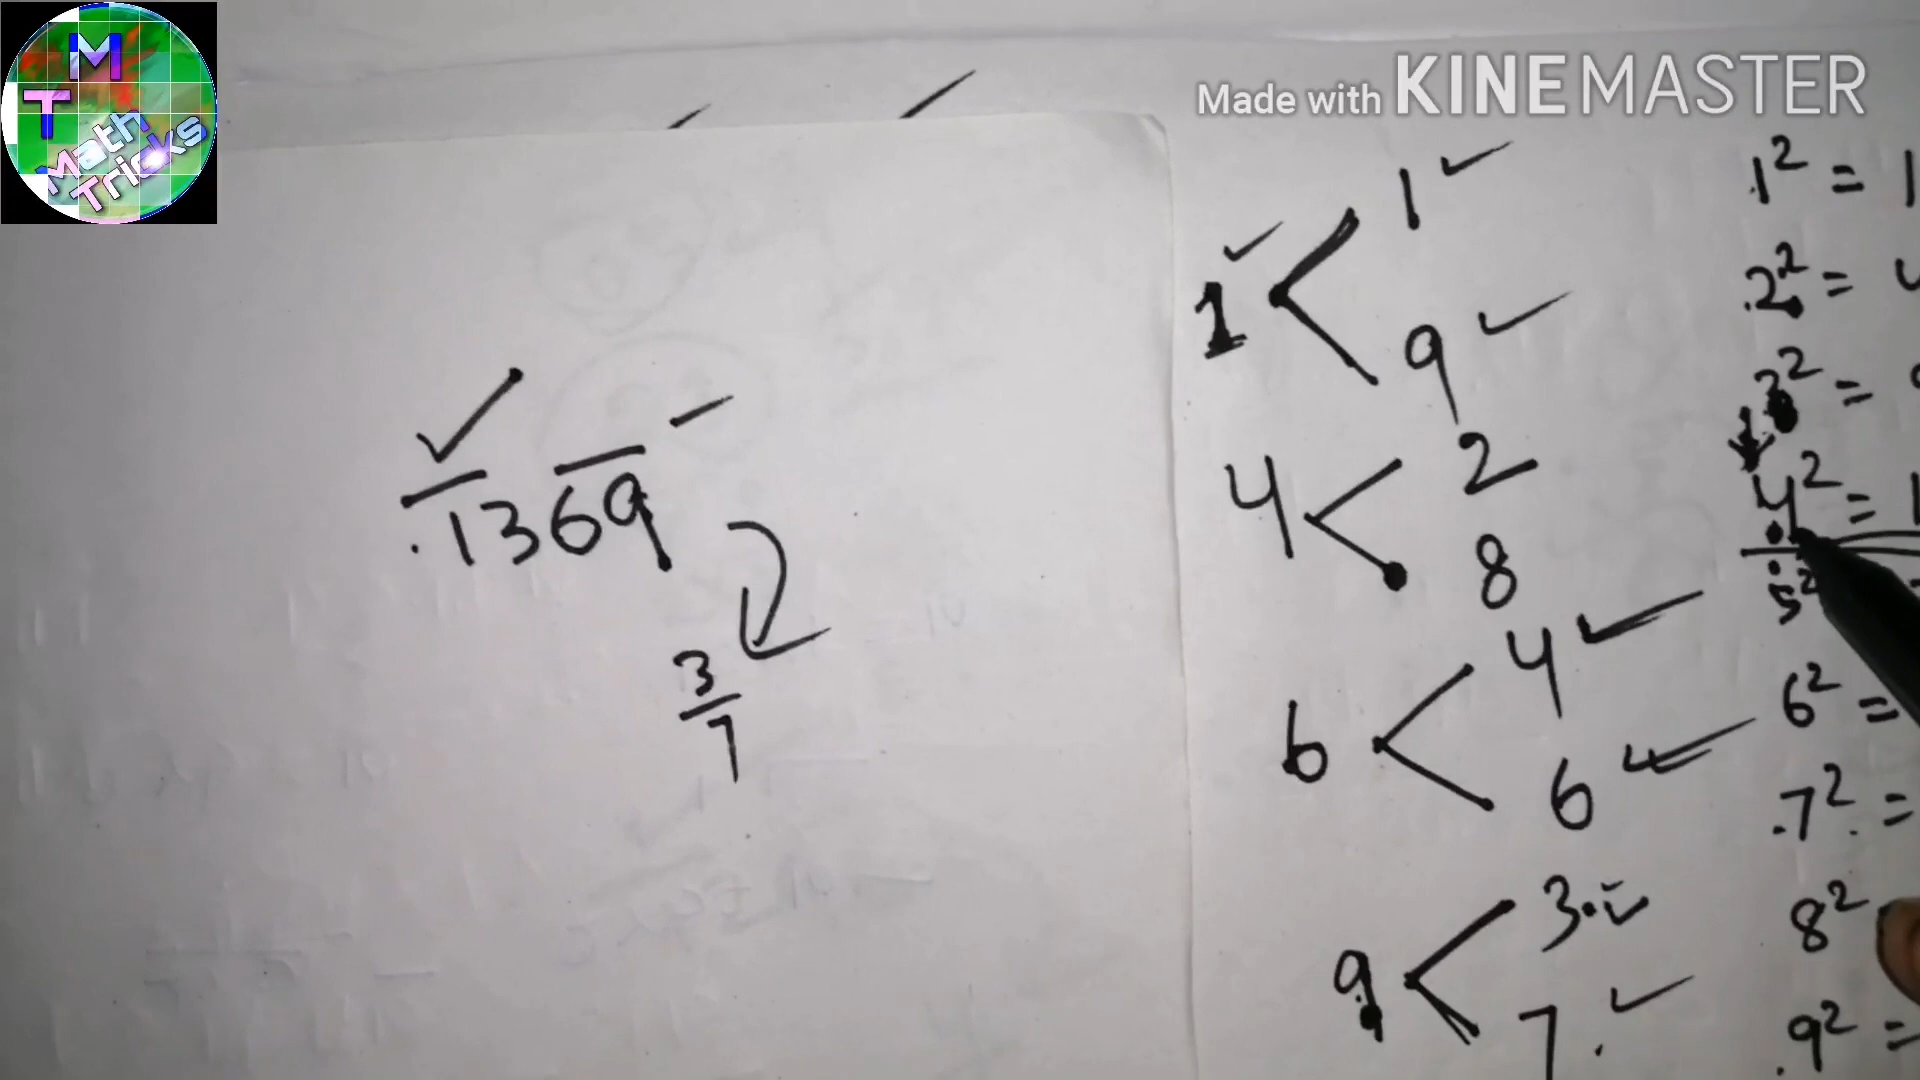 M
T
Math
Tricks
Made with KINEMASTER
.1369
3
7
1
1
9
4
2
8
6
4
6
9
3
7
1² = 1
2² = 4
3² =
4² = 1
5² =
6² =
7² =
8²
9² =